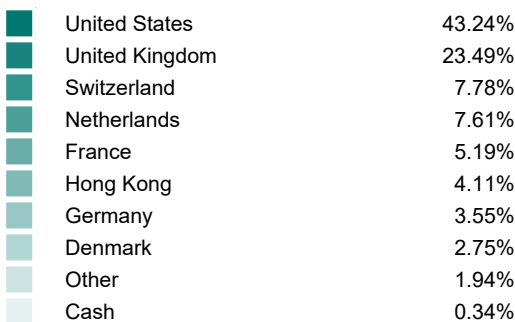 United States 43.24%
United Kingdom 23.49%
Switzerland 7.78%
Netherlands 7.61%
France 5.19%
Hong Kong 4.11%
Germany 3.55%
Denmark 2.75%
Other 1.94%
Cash 0.34%